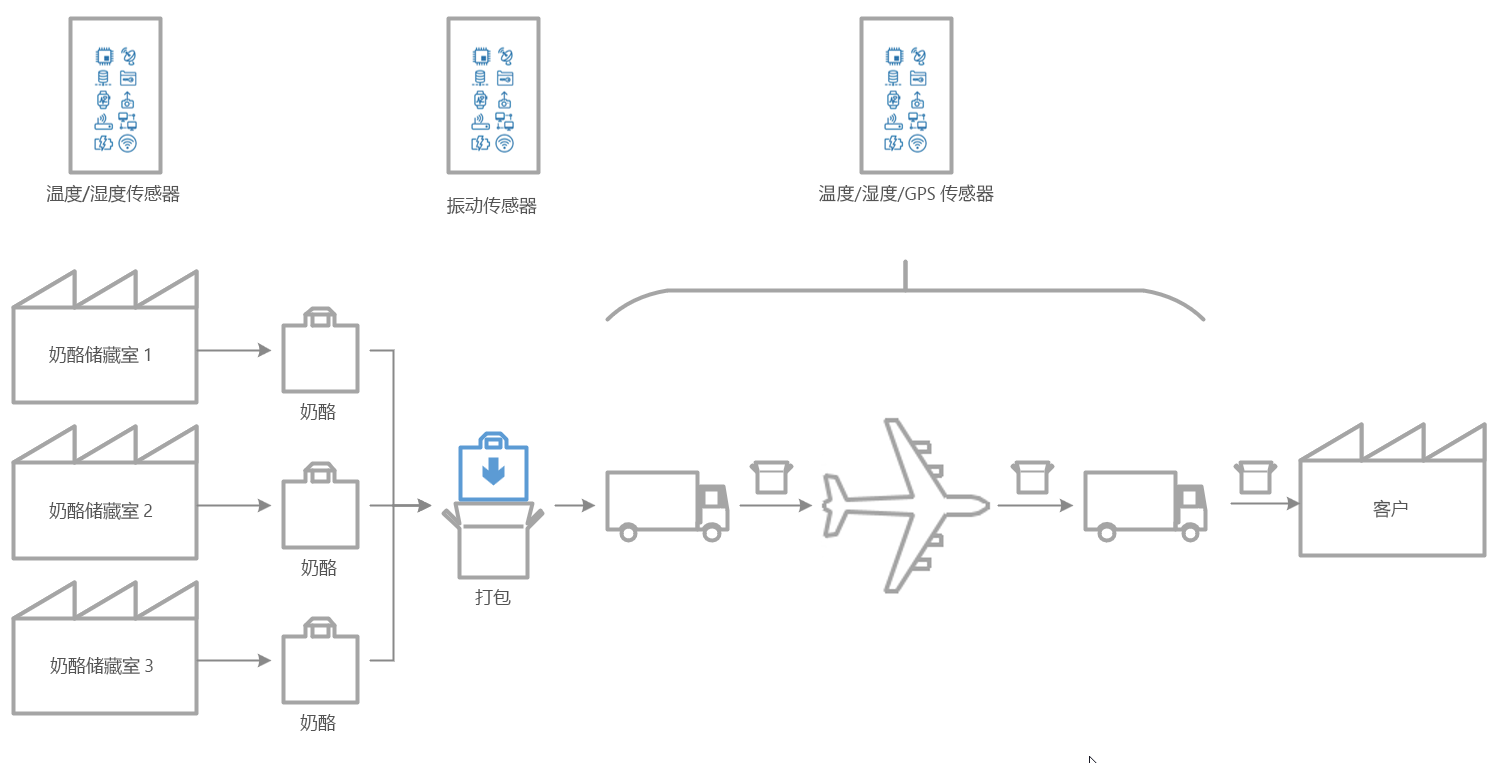 温度/湿度传感器
振动传感器
温度/湿度/GPS 传感器
奶酪储藏室 1
奶酪
奶酪储藏室 2
奶酪
打包
客户
奶酪储藏室 3
奶酪